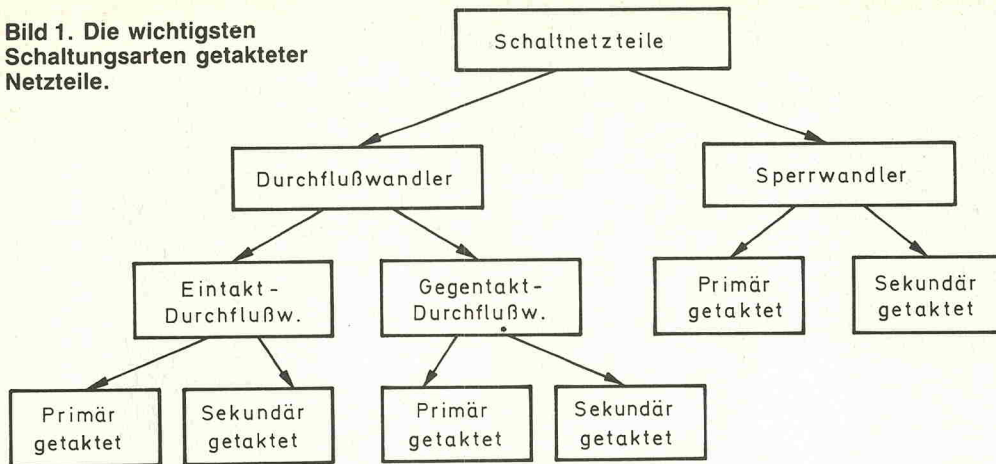 Bild 1. Die wichtigsten
Schaltungsarten getakteter
Netzteile.
Schaltnetzteile
Durchflußwandler
Sperrwandler
Eintakt-
Durchflußw.
Gegentakt-
Durchflußw.
Primär
getaktet
Sekundär
getaktet
Primär
getaktet
Sekundär
getaktet
Primär
getaktet
Sekundär
getaktet